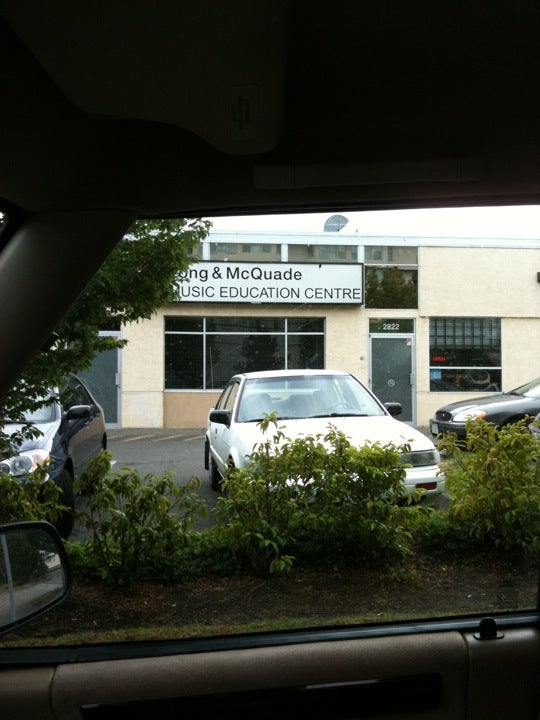 ong & McQuade
USIC EDUCATION CENTRE
2822